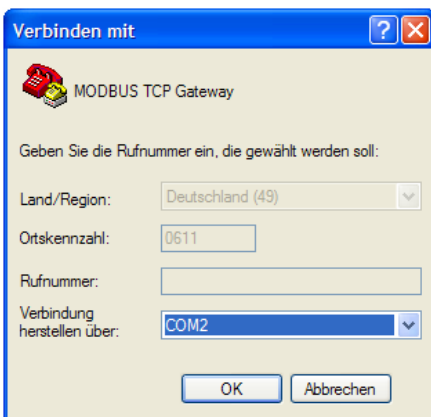 Verbinden mit
MODBUS TCP Gateway
Geben Sie die Rufnummer ein, die gewählt werden soll:
Land/Region: Deutschland (49)
Ortskennzahl: 0611
Rufnummer:
Verbindung
herstellen über: COM2
OK Abbrechen